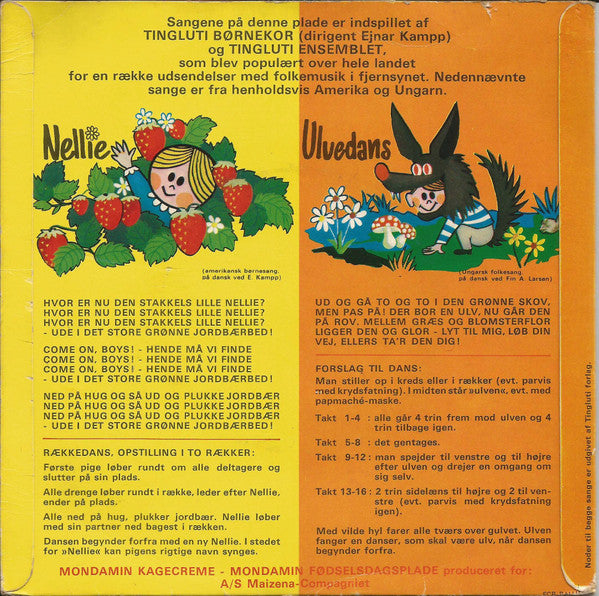 Sangene på denne plade er indspillet af
TINGLUTI BØRNEKOR (dirigent Ejnar Kampp)
og TINGLUTI ENSEMBLET,
som blev populært over hele landet
for en række udsendelser med folkemusik i fjernsynet. Nedennævnte
sange er fra henholdsvis Amerika og Ungarn.
Nellie
(amerikansk børnesang,
på dansk ved E. Kampp)
HVOR ER NU DEN STAKKELS LILLE NELLIE?
HVOR ER NU DEN STAKKELS LILLE NELLIE?
HVOR ER NU DEN STAKKELS LILLE NELLIE?
- UDE I DET STORE GRØNNE JORDBÆRBED!
COME ON, BOYS! - HENDE MÅ VI FINDE
COME ON, BOYS! - HENDE MÅ VI FINDE
COME ON, BOYS! - HENDE MÅ VI FINDE
- UDE I DET STORE GRØNNE JORDBÆRBED!
NED PÅ HUG OG SÅ UD OG PLUKKE JORDBÆR
NED PÅ HUG OG SÅ UD OG PLUKKE JORDBÆR
NED PÅ HUG OG SÅ UD OG PLUKKE JORDBÆR
- UDE I DET STORE GRØNNE JORDBÆRBED!
RÆKKEDANS, OPSTILLING I TO RÆKKER:
Første pige løber rundt om alle deltagere og
slutter på sin plads.
Alle drenge løber rundt i række, leder efter Nellie,
ender på plads.
Alle ned på hug, plukker jordbær. Nellie løber
med sin partner ned bagest i rækken.
Dansen begynder forfra med en ny Nellie. I stedet
for »Nellie« kan pigens rigtige navn synges.
Ulvedans
(Ungarsk folkesang,
på dansk ved Fin A. Larsen)
UD OG GÅ TO OG TO I DEN GRØNNE SKOV.
MEN PAS PÅ! DER BOR EN ULV, NU GÅR DEN
PÅ ROV. MELLEM GRÆS OG BLOMSTERFLOR
LIGGER DEN OG GLOR - LYT TIL MIG, LØB DIN
VEJ, ELLERS TA'R DEN DIG!
FORSLAG TIL DANS:
Man stiller op i kreds eller i rækker (evt. parvis
med krydsfatning). I midten står »ulven«, evt. med
papmaché-maske.
Takt 1-4 : alle går 4 trin frem mod ulven og 4
trin tilbage igen.
Takt 5-8 : det gentages.
Takt 9-12 : man spejder til venstre og til højre
efter ulven og drejer en omgang om
sig selv.
Takt 13-16 : 2 trin sidelæns til højre og 2 til ven-
stre (evt. parvis med krydsfatning
igen).
Med vilde hyl farer alle tværs over gulvet. Ulven
fanger en danser, som skal være ulv, når dansen
begynder forfra.
MONDAMIN KAGECREME - MONDAMIN FØDSELSDAGSPLADE produceret for:
A/S Maizena-Compagniet
Noder til begge sange er udgivet af Tingluti forlag.